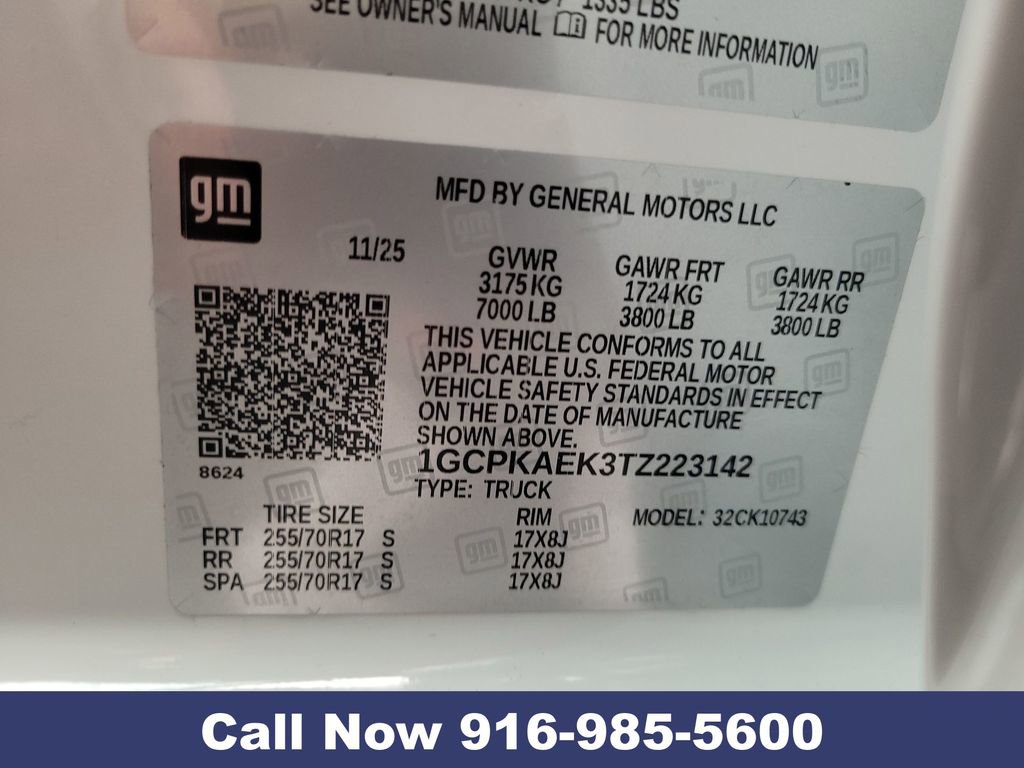 1335 LBS
SEE OWNER'S MANUAL FOR MORE INFORMATION
gm
MFD BY GENERAL MOTORS LLC
11/25
GVWR GAWR FRT GAWR RR
3175 KG 1724 KG 1724 KG
7000 LB 3800 LB 3800 LB
THIS VEHICLE CONFORMS TO ALL
APPLICABLE U.S. FEDERAL MOTOR
VEHICLE SAFETY STANDARDS IN EFFECT
ON THE DATE OF MANUFACTURE
SHOWN ABOVE.
8624
1GCPKAEK3TZ223142
TYPE: TRUCK
TIRE SIZE RIM MODEL: 32CK10743
FRT 255/70R17 S 17X8J
RR 255/70R17 S 17X8J
SPA 255/70R17 S 17X8J
Call Now 916-985-5600